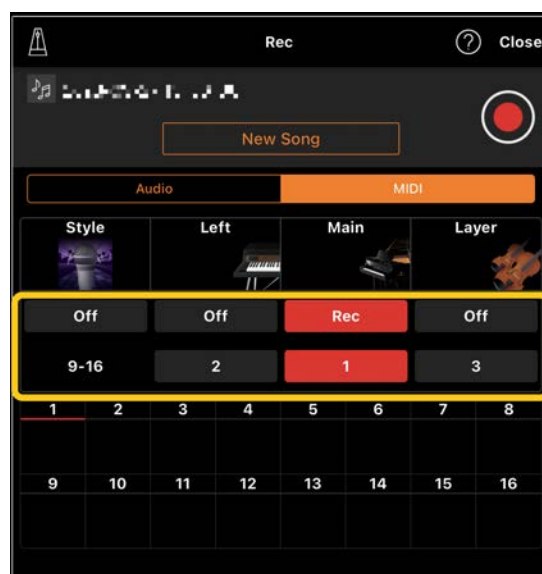 Rec
Close
New Song
Audio MIDI
Style Left Main Layer
Off Off Rec Off
9-16 2 1 3
1 2 3 4 5 6 7 8
9 10 11 12 13 14 15 16